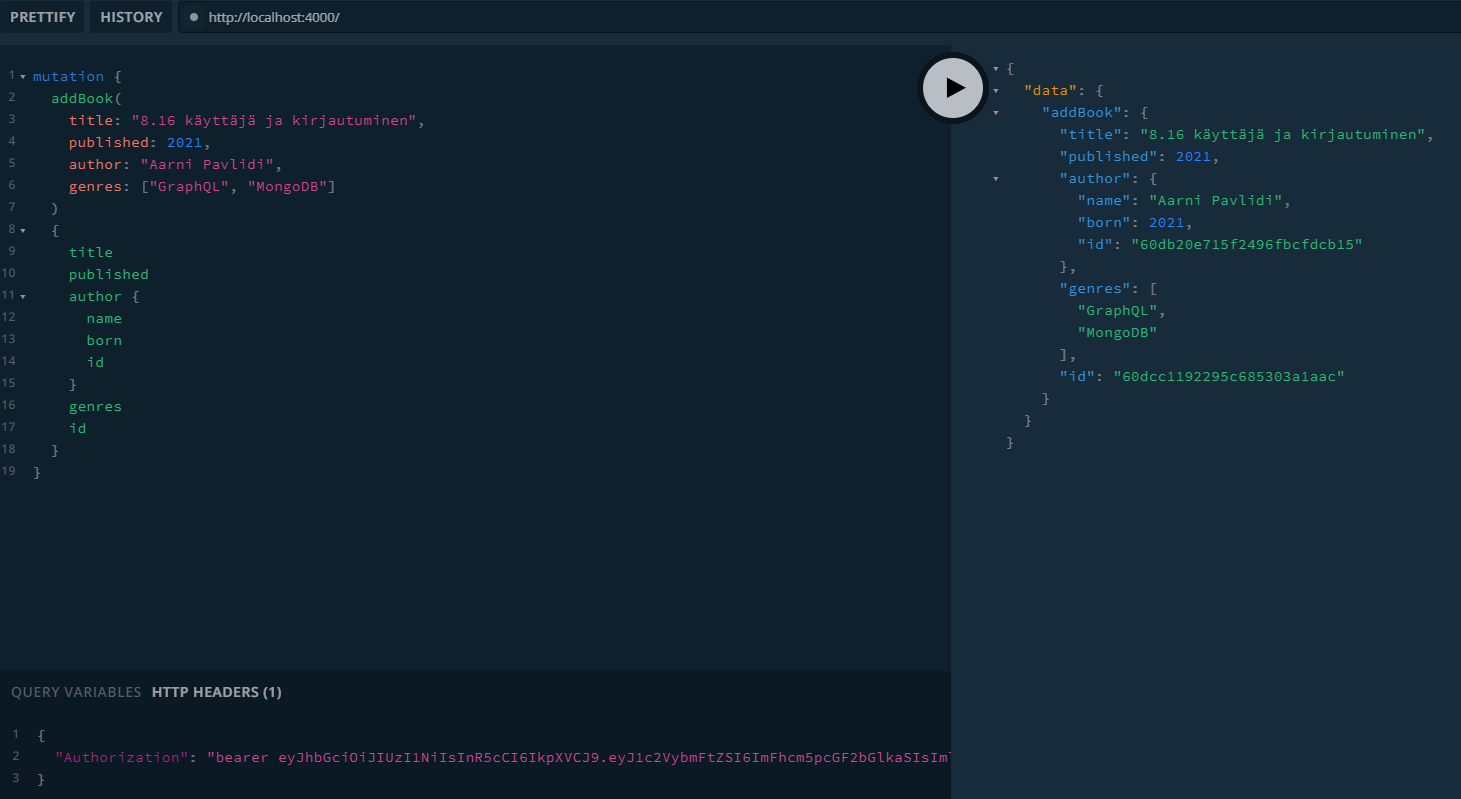 PRETTIFY HISTORY http://localhost:4000/
1 mutation {
2 addBook(
3 title: "8.16 käyttäjä ja kirjautuminen",
4 published: 2021,
5 author: "Aarni Pavlidi",
6 genres: ["GraphQL", "MongoDB"]
7 )
8 {
9 title
10 published
11 author {
12 name
13 born
14 id
15 }
16 genres
17 id
18 }
19 }
QUERY VARIABLES HTTP HEADERS (1)
1 {
2 "Authorization": "bearer eyJhbGciOiJIUzI1NiIsInR5cCI6IkpXVCJ9.eyJ1c2VybmFtZSI6ImFhcm5pcGF2bGlkaSIsIml
3 }
{
"data": {
"addBook": {
"title": "8.16 käyttäjä ja kirjautuminen",
"published": 2021,
"author": {
"name": "Aarni Pavlidi",
"born": 2021,
"id": "60db20e715f2496fbcfdcb15"
},
"genres": [
"GraphQL",
"MongoDB"
],
"id": "60dcc1192295c685303a1aac"
}
}
}